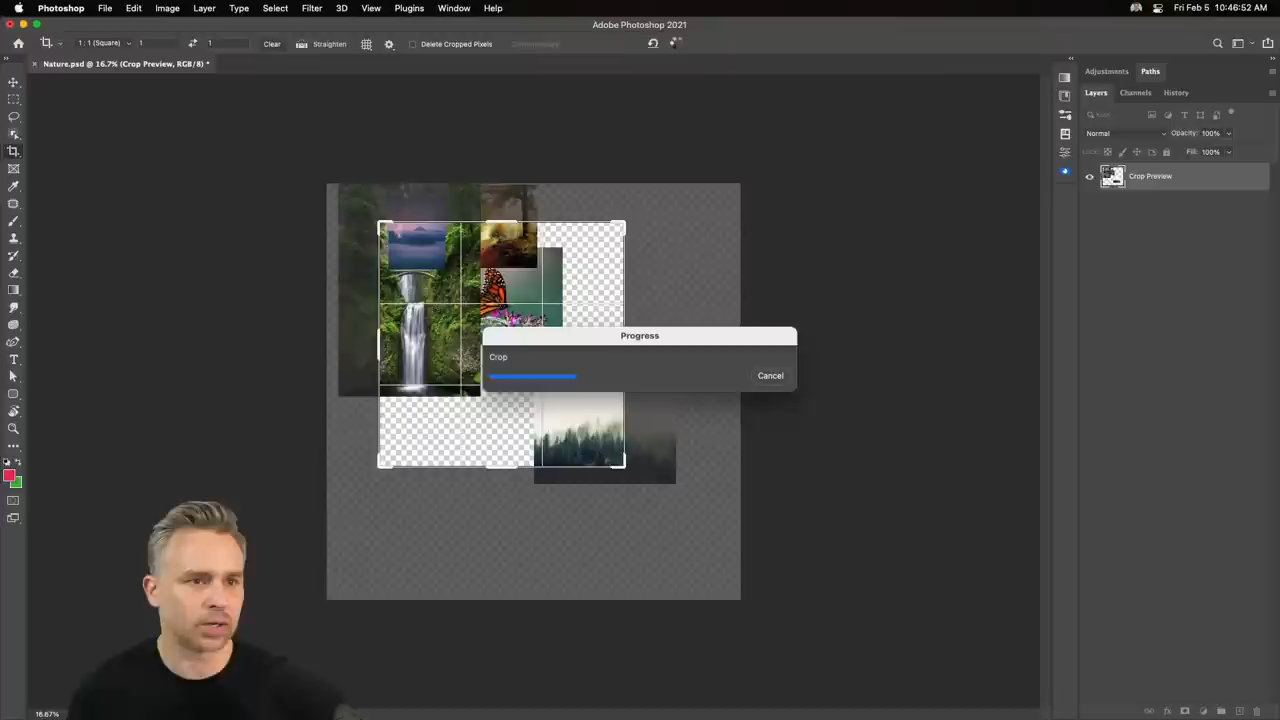 Photoshop File Edit Image Layer Type Select Filter 3D View Plugins Window Help Fri Feb 5 10:46:52 AM
Adobe Photoshop 2021
1 : 1 (Square) 1 1 Clear Straighten Delete Cropped Pixels
Nature.psd @ 16.7% (Crop Preview, RGB/8) *
Adjustments Paths
Layers Channels History
Normal Opacity: 100%
Lock: Fill: 100%
Crop Preview
Progress
Crop
Cancel
16.67%